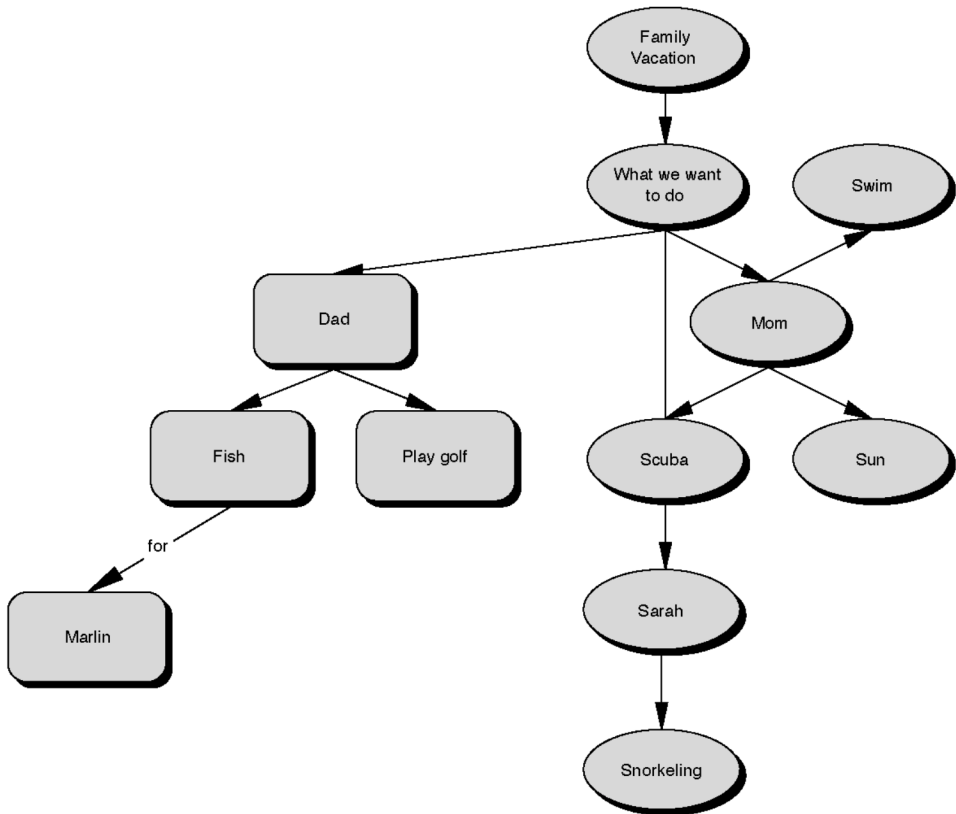 Family
Vacation
What we want
to do
Swim
Dad
Mom
Fish
Play golf
Scuba
Sun
for
Marlin
Sarah
Snorkeling